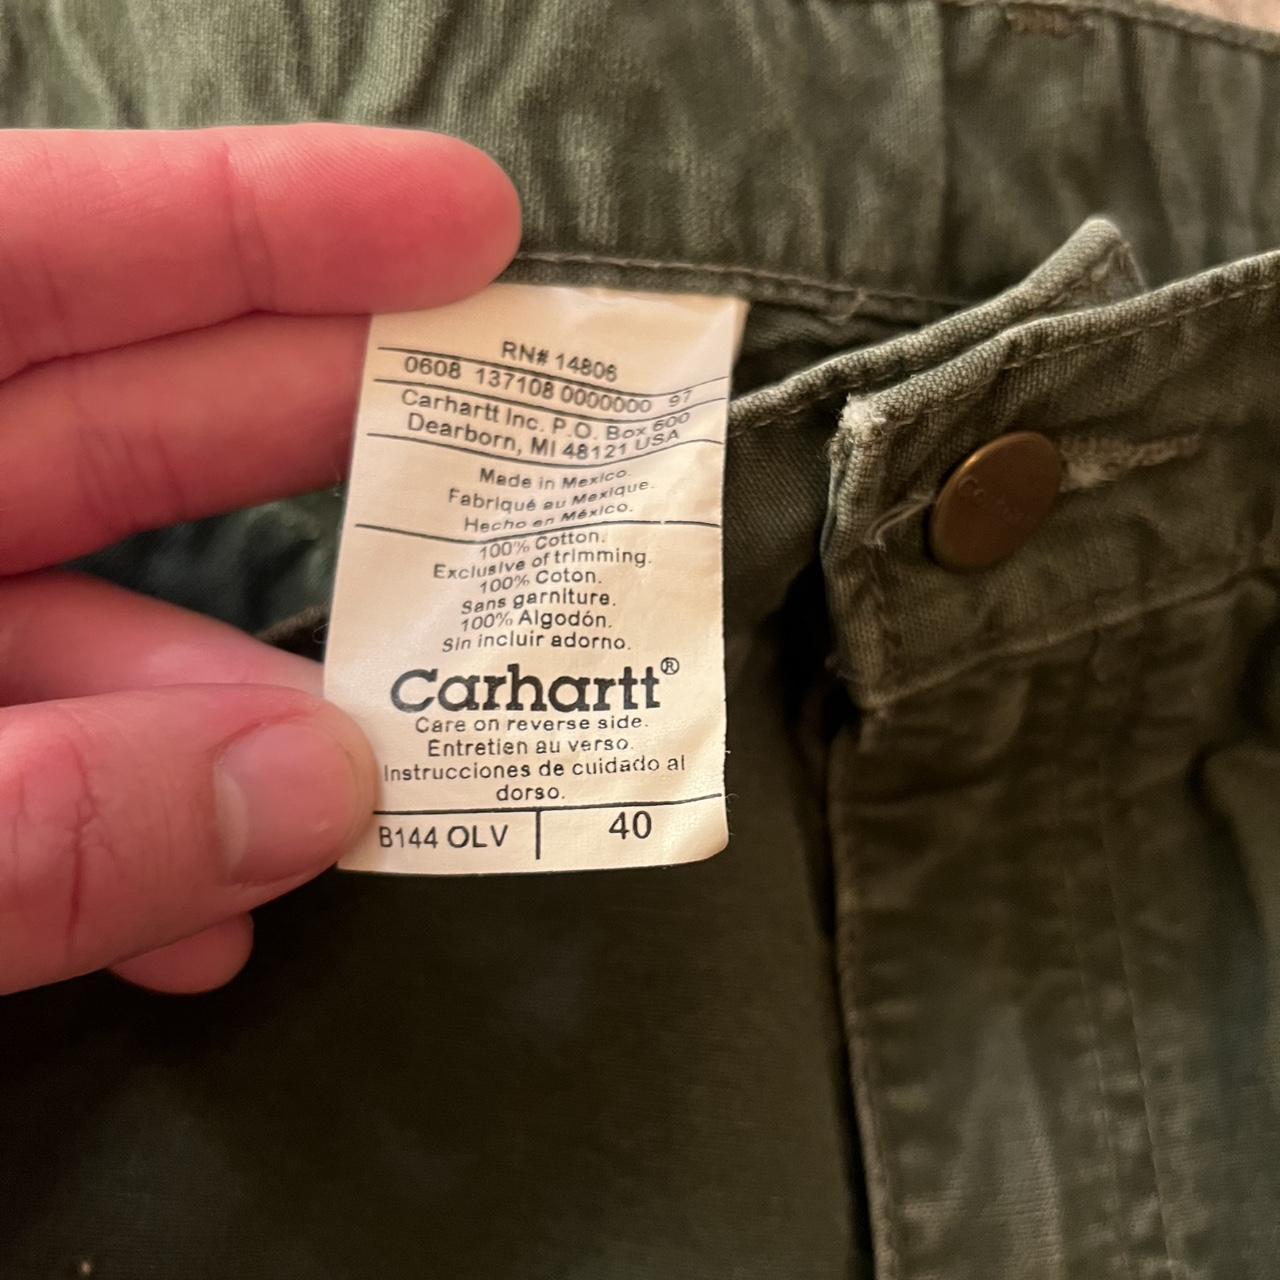 RN# 14806
0608 137108 0000000 97
Carhartt Inc. P.O. Box 600
Dearborn, MI 48121 USA
Made in Mexico.
Fabriqué au Mexique.
Hecho en México.
100% Cotton.
Exclusive of trimming.
100% Coton.
Sans garniture.
100% Algodón.
Sin incluir adorno.
Carhartt®
Care on reverse side.
Entretien au verso.
Instrucciones de cuidado al
dorso.
B144 OLV 40